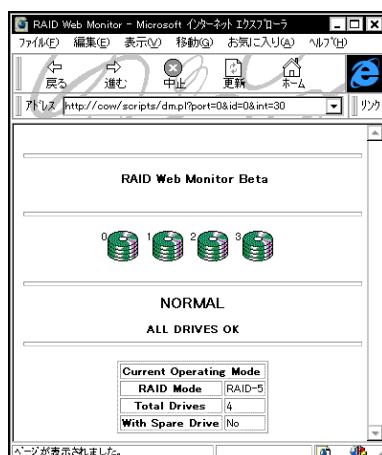 RAID Web Monitor - Microsoft インターネット エクスプローラ
ファイル(F) 編集(E) 表示(V) 移動(G) お気に入り(A) ヘルプ(H)
戻る 進む 中止 更新 ホーム
アドレス http://cow/scripts/dm.pl?port=0&id=0&int=30 リンク
RAID Web Monitor Beta
0 1 2 3
NORMAL
ALL DRIVES OK
Current Operating Mode
RAID Mode RAID-5
Total Drives 4
With Spare Drive No
ページが表示されました。